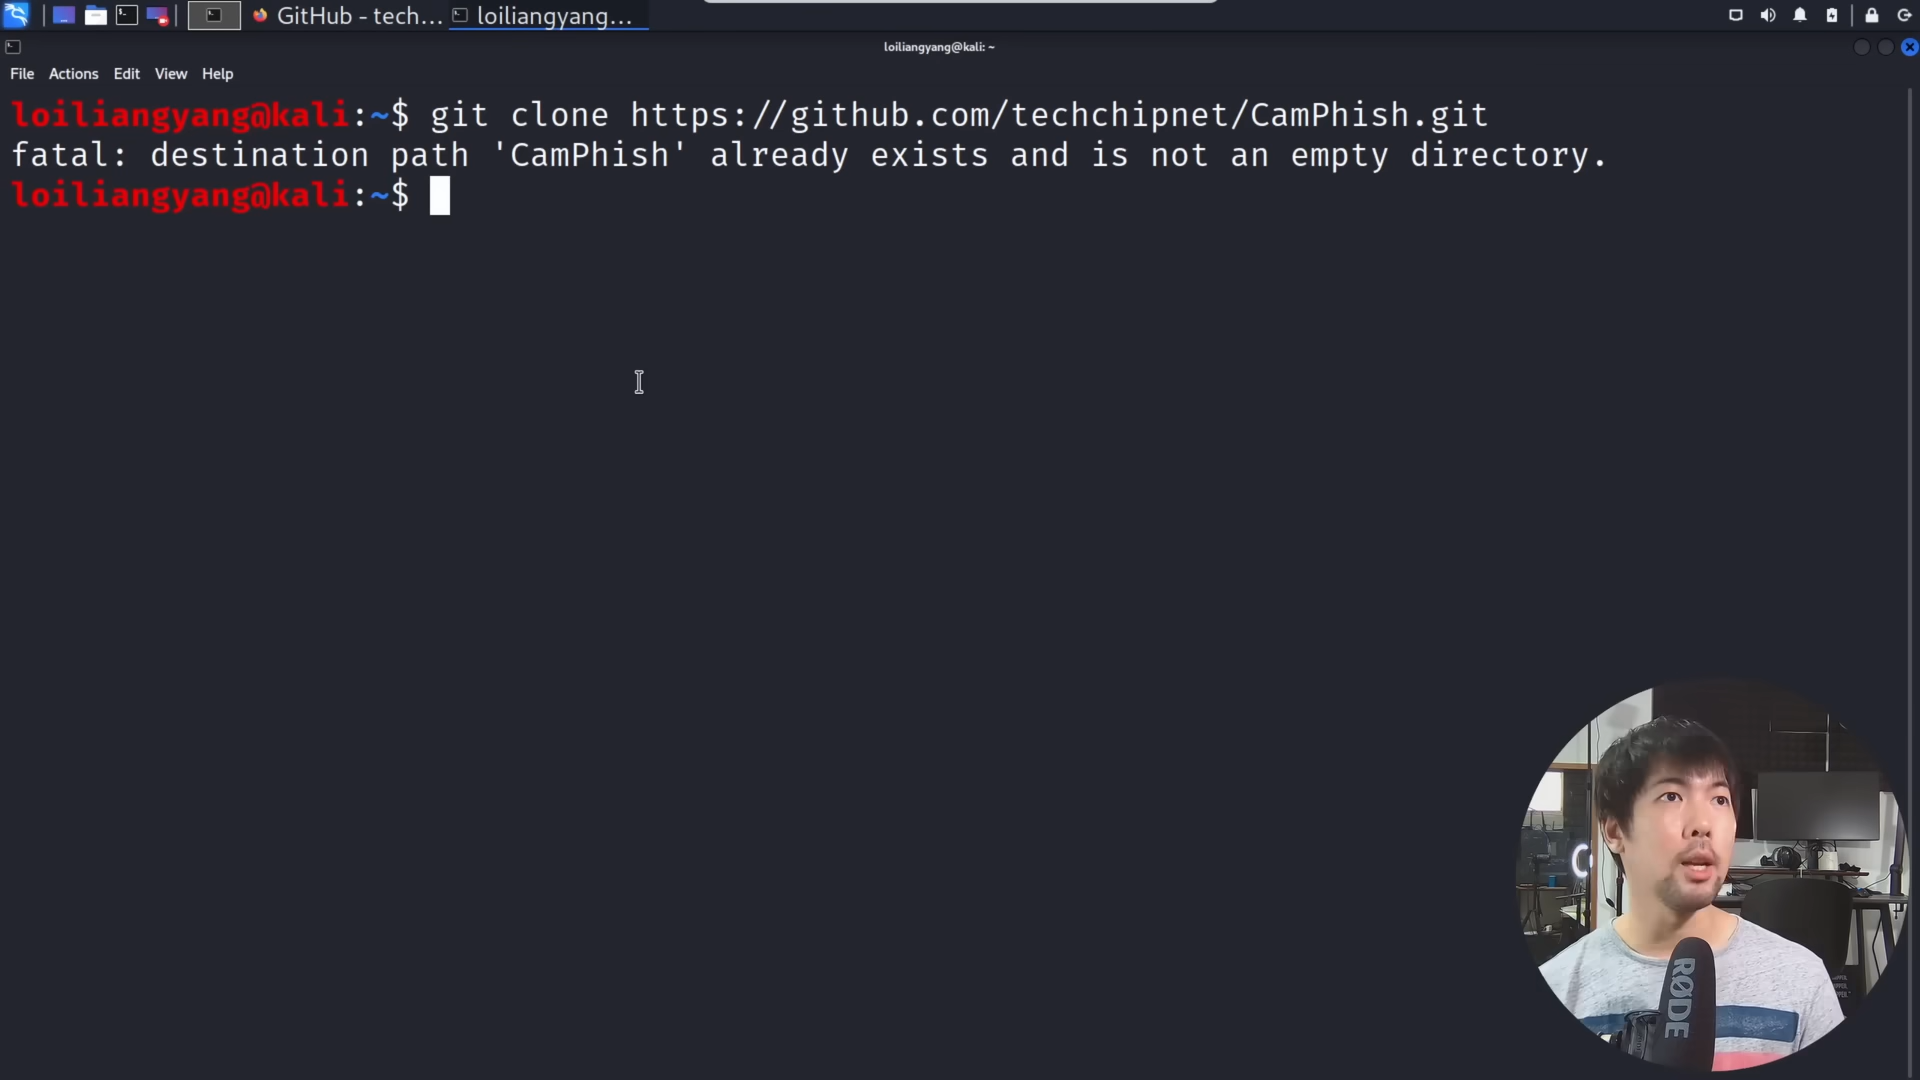 GitHub - tech...
loiliangyang...
loiliangyang@kali: ~
File Actions Edit View Help
loiliangyang@kali:~$ git clone https://github.com/techchipnet/CamPhish.git
fatal: destination path 'CamPhish' already exists and is not an empty directory.
loiliangyang@kali:~$
RØDE